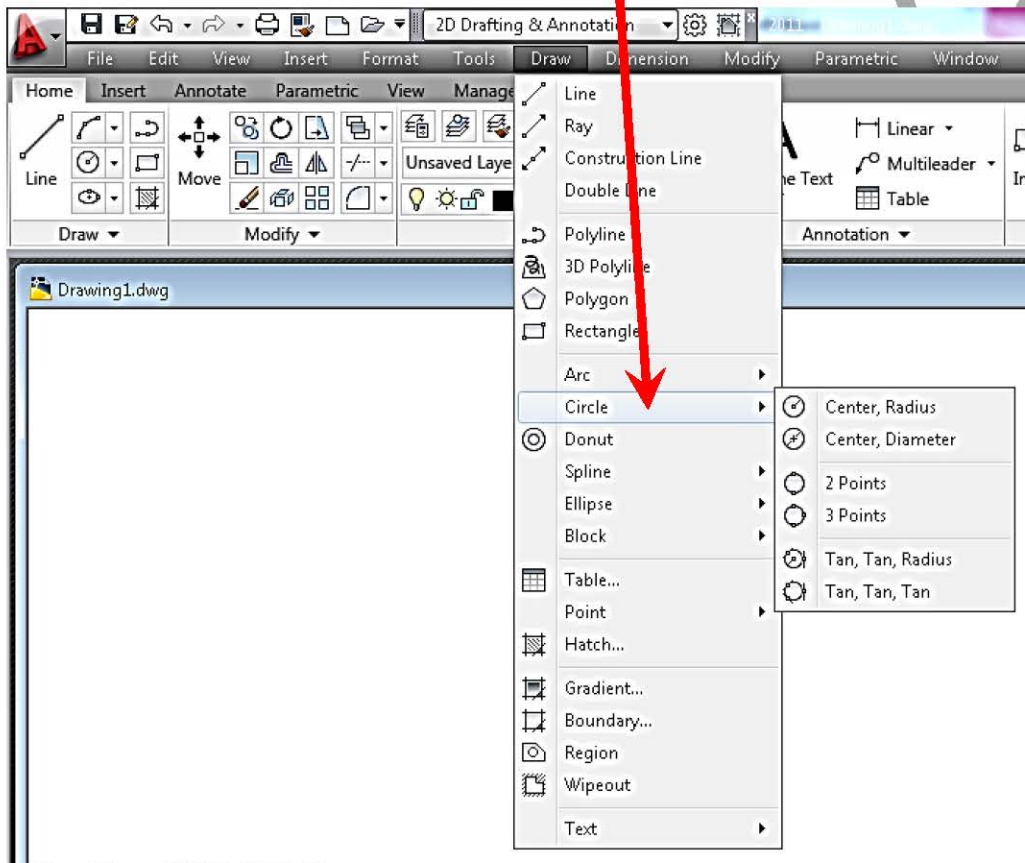 2D Drafting & Annotation 2011
File Edit View Insert Format Tools Draw Dimension Modify Parametric Window
Home Insert Annotate Parametric View Manage
Line
Move
Unsaved Laye
Text
Linear
Multileader
Table
Draw Modify Annotation
Drawing1.dwg
Line
Ray
Construction Line
Double Line
Polyline
3D Polyline
Polygon
Rectangle
Arc
Circle
Donut
Spline
Ellipse
Block
Table...
Point
Hatch...
Gradient...
Boundary...
Region
Wipeout
Text
Center, Radius
Center, Diameter
2 Points
3 Points
Tan, Tan, Radius
Tan, Tan, Tan